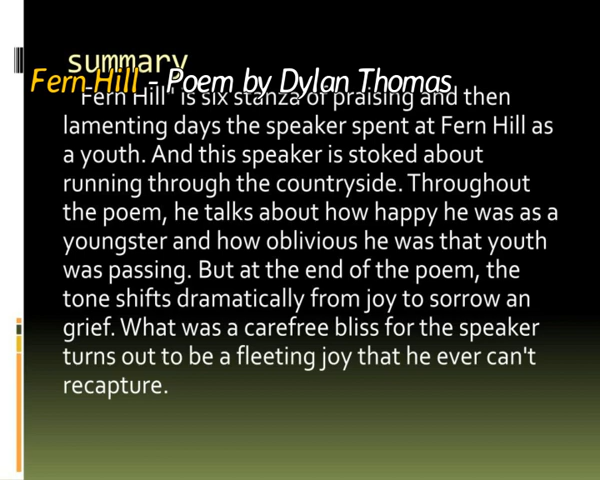 summary
Fern Hill - Poem by Dylan Thomas
"Fern Hill" is six stanza of praising and then
lamenting days the speaker spent at Fern Hill as
a youth. And this speaker is stoked about
running through the countryside. Throughout
the poem, he talks about how happy he was as a
youngster and how oblivious he was that youth
was passing. But at the end of the poem, the
tone shifts dramatically from joy to sorrow an
grief. What was a carefree bliss for the speaker
turns out to be a fleeting joy that he ever can't
recapture.